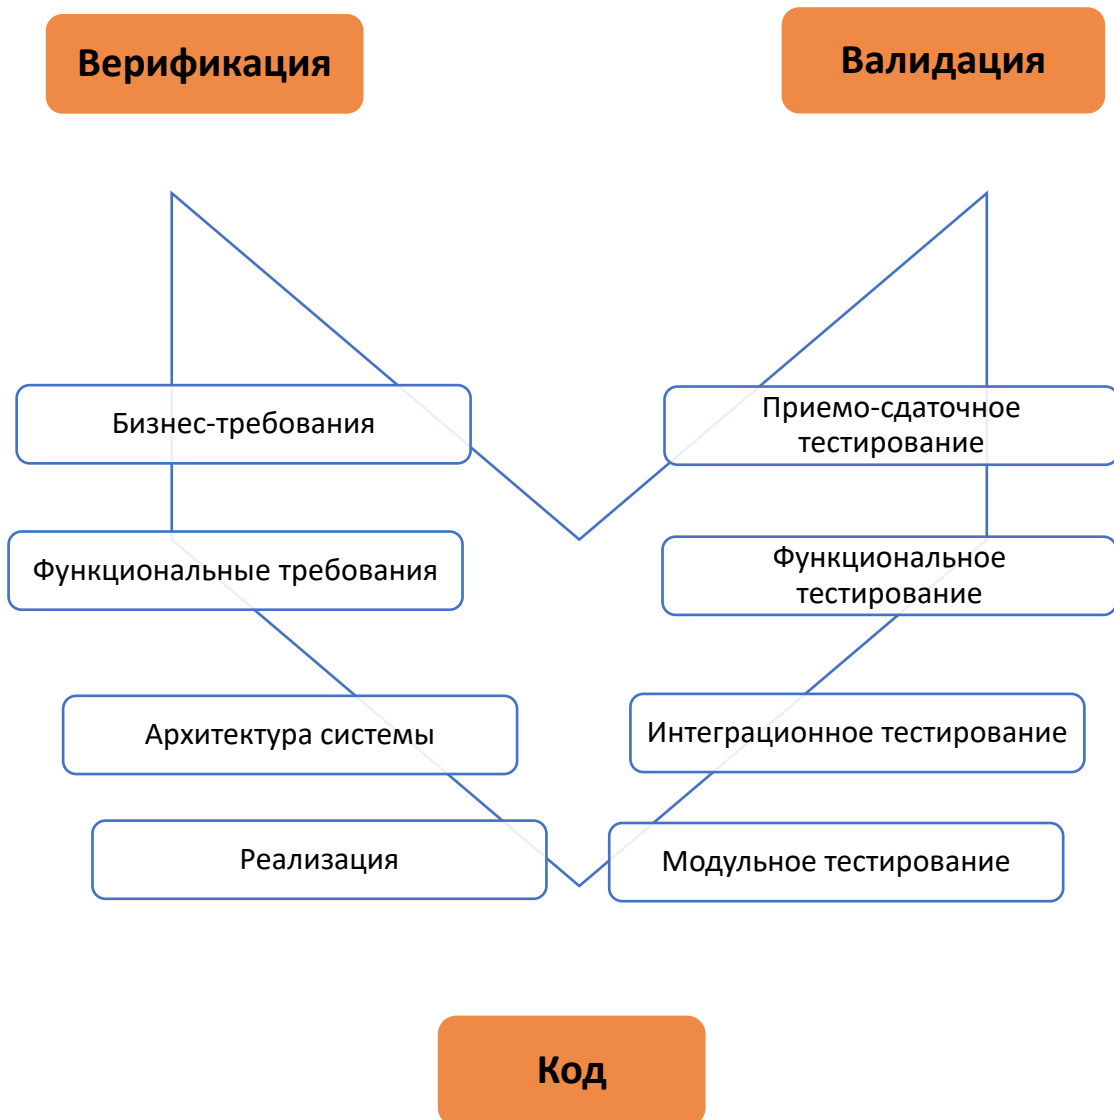 Верификация
Валидация
Бизнес-требования
Приемо-сдаточное
тестирование
Функциональные требования
Функциональное
тестирование
Архитектура системы
Интеграционное тестирование
Реализация
Модульное тестирование
Код